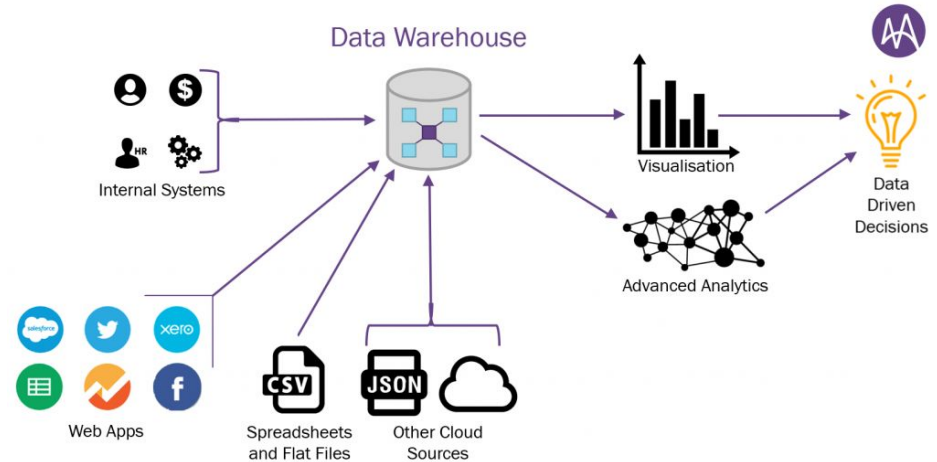 Data Warehouse
$
HR
Internal Systems
Visualisation
Data
Driven
Decisions
Advanced Analytics
salesforce
xero
f
Web Apps
CSV
Spreadsheets
and Flat Files
JSON
Other Cloud
Sources